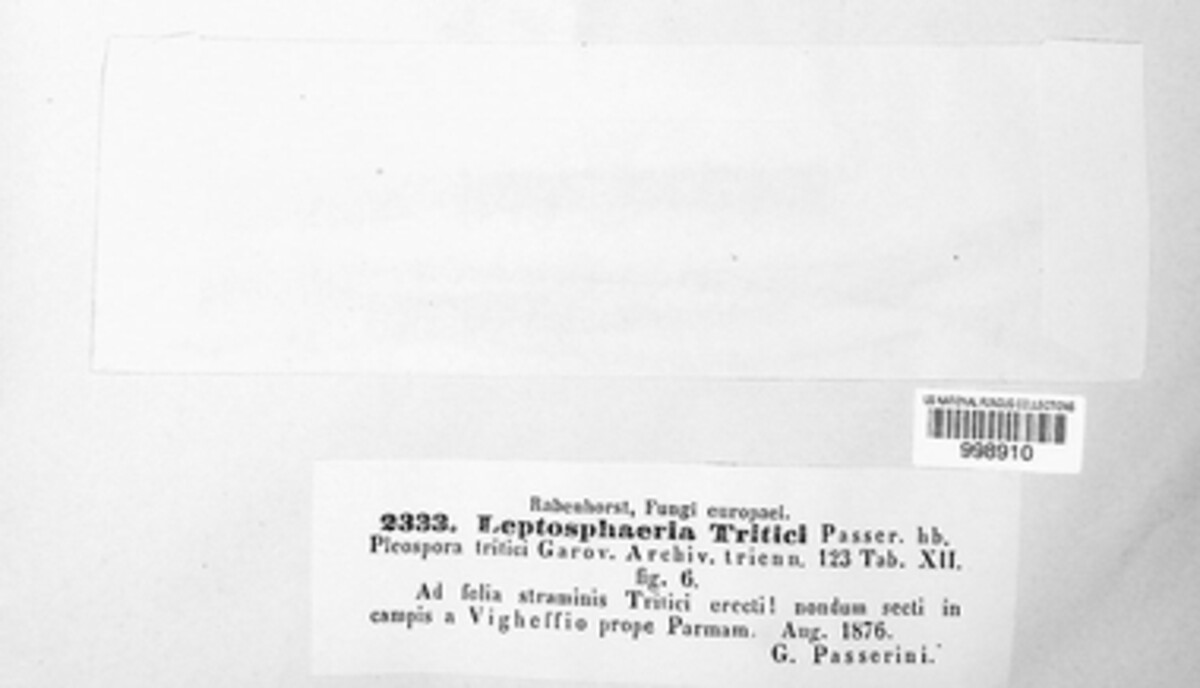 US NATIONAL FUNGUS COLLECTIONS
998910
Rabenhorst, Fungi europaei.
2333. Leptosphaeria Tritici Passer. hb.
Pleospora tritici Garov. Archiv. trienn. 123 Tab. XII.
fig. 6.
Ad folia straminis Tritici erecti! nondum secti in
campis a Vigheffio prope Parmam. Aug. 1876.
G. Passerini.